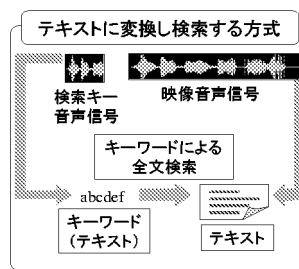 テキストに変換し検索する方式
検索キー
音声信号
映像音声信号
キーワードによる
全文検索
abcdef
キーワード
(テキスト)
テキスト